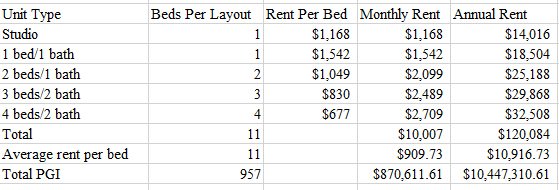 Unit Type Beds Per Layout Rent Per Bed Monthly Rent Annual Rent
Studio 1 $1,168 $1,168 $14,016
1 bed/1 bath 1 $1,542 $1,542 $18,504
2 beds/1 bath 2 $1,049 $2,099 $25,188
3 beds/2 bath 3 $830 $2,489 $29,868
4 beds/2 bath 4 $677 $2,709 $32,508
Total 11 $10,007 $120,084
Average rent per bed 11 $909.73 $10,916.73
Total PGI 957 $870,611.61 $10,447,310.61